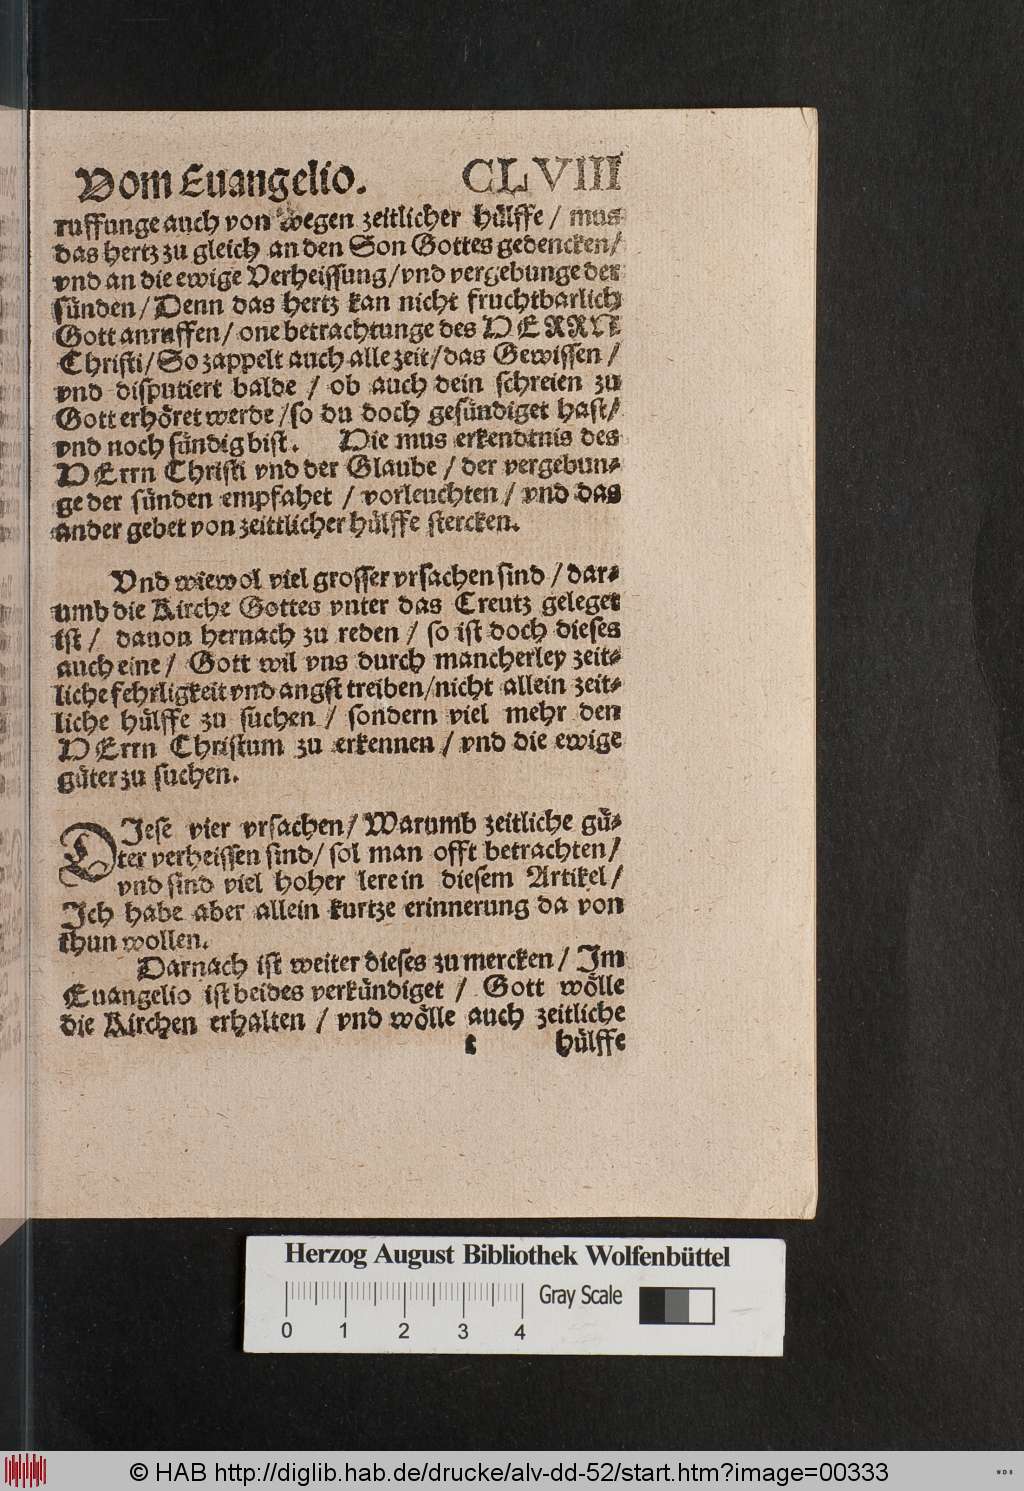 Vom Euangelio. CLVIII
ruffunge auch von wegen zeitlicher hülffe / mus
das hertz zu gleich an den Son Gottes gedencken/
vnd an die ewige Verheissung/vnd vergebunge der
sünden/Denn das hertz kan nicht fruchtbarlich
Gott anruffen/ one betrachtunge des HERRN
Christi/So zappelt auch alle zeit/das Gewissen /
vnd disputiert balde / ob auch dein schreien zu
Gott erhöret werde /so du doch gesündiget hast/
vnd noch sündig bist. Die mus erkendtnis des
HErrn Christi vnd der Glaube / der vergebun-
ge der sünden empfahet / vorleuchten / vnd das
ander gebet von zeittlicher hülffe stercken.
Vnd wiewol viel grosser vrsachen sind / dar-
umb die Kirche Gottes vnter das Creutz geleget
ist / dauon hernach zu reden / so ist doch dieses
auch eine / Gott wil vns durch mancherley zeit-
liche fehrligkeit vnd angst treiben/nicht allein zeit-
liche hülffe zu suchen / sondern viel mehr den
HErrn Christum zu erkennen / vnd die ewige
güter zu suchen.
DJese vier vrsachen/ Warumb zeitliche gü-
ter verheissen sind/ sol man offt betrachten/
vnd sind viel hoher lere in diesem Artikel/
Jch habe aber allein kurtze erinnerung da von
thun wollen.
Darnach ist weiter dieses zu mercken / Jm
Euangelio ist beides verkündiget / Gott wölle
die Kirchen erhalten / vnd wölle auch zeitliche
t hülffe
Herzog August Bibliothek Wolfenbüttel
Gray Scale
0 1 2 3 4
© HAB http://diglib.hab.de/drucke/alv-dd-52/start.htm?image=00333
WDB